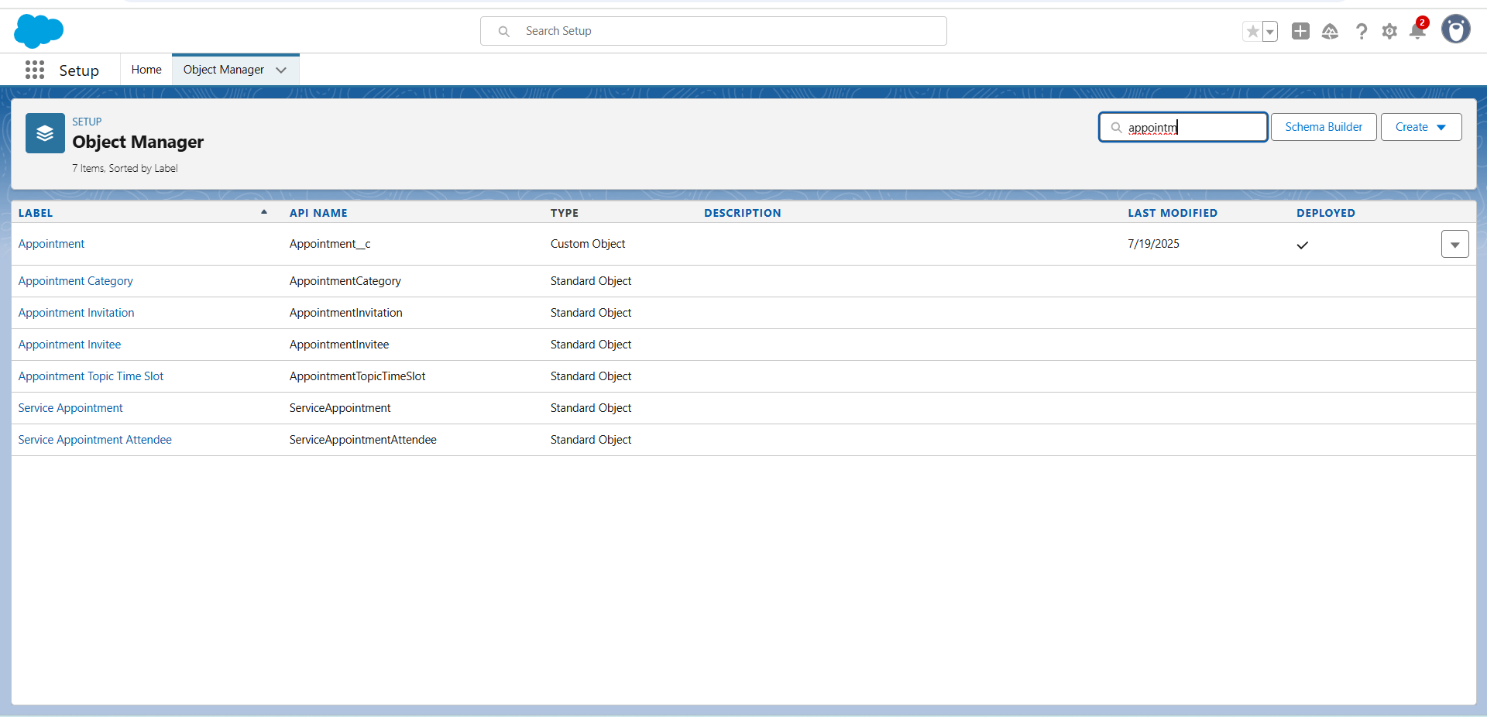 Search Setup
2
Setup
Home
Object Manager
SETUP
Object Manager
7 Items, Sorted by Label
appointm
Schema Builder
Create
LABEL API NAME TYPE DESCRIPTION LAST MODIFIED DEPLOYED
Appointment Appointment__c Custom Object 7/19/2025
Appointment Category AppointmentCategory Standard Object
Appointment Invitation AppointmentInvitation Standard Object
Appointment Invitee AppointmentInvitee Standard Object
Appointment Topic Time Slot AppointmentTopicTimeSlot Standard Object
Service Appointment ServiceAppointment Standard Object
Service Appointment Attendee ServiceAppointmentAttendee Standard Object